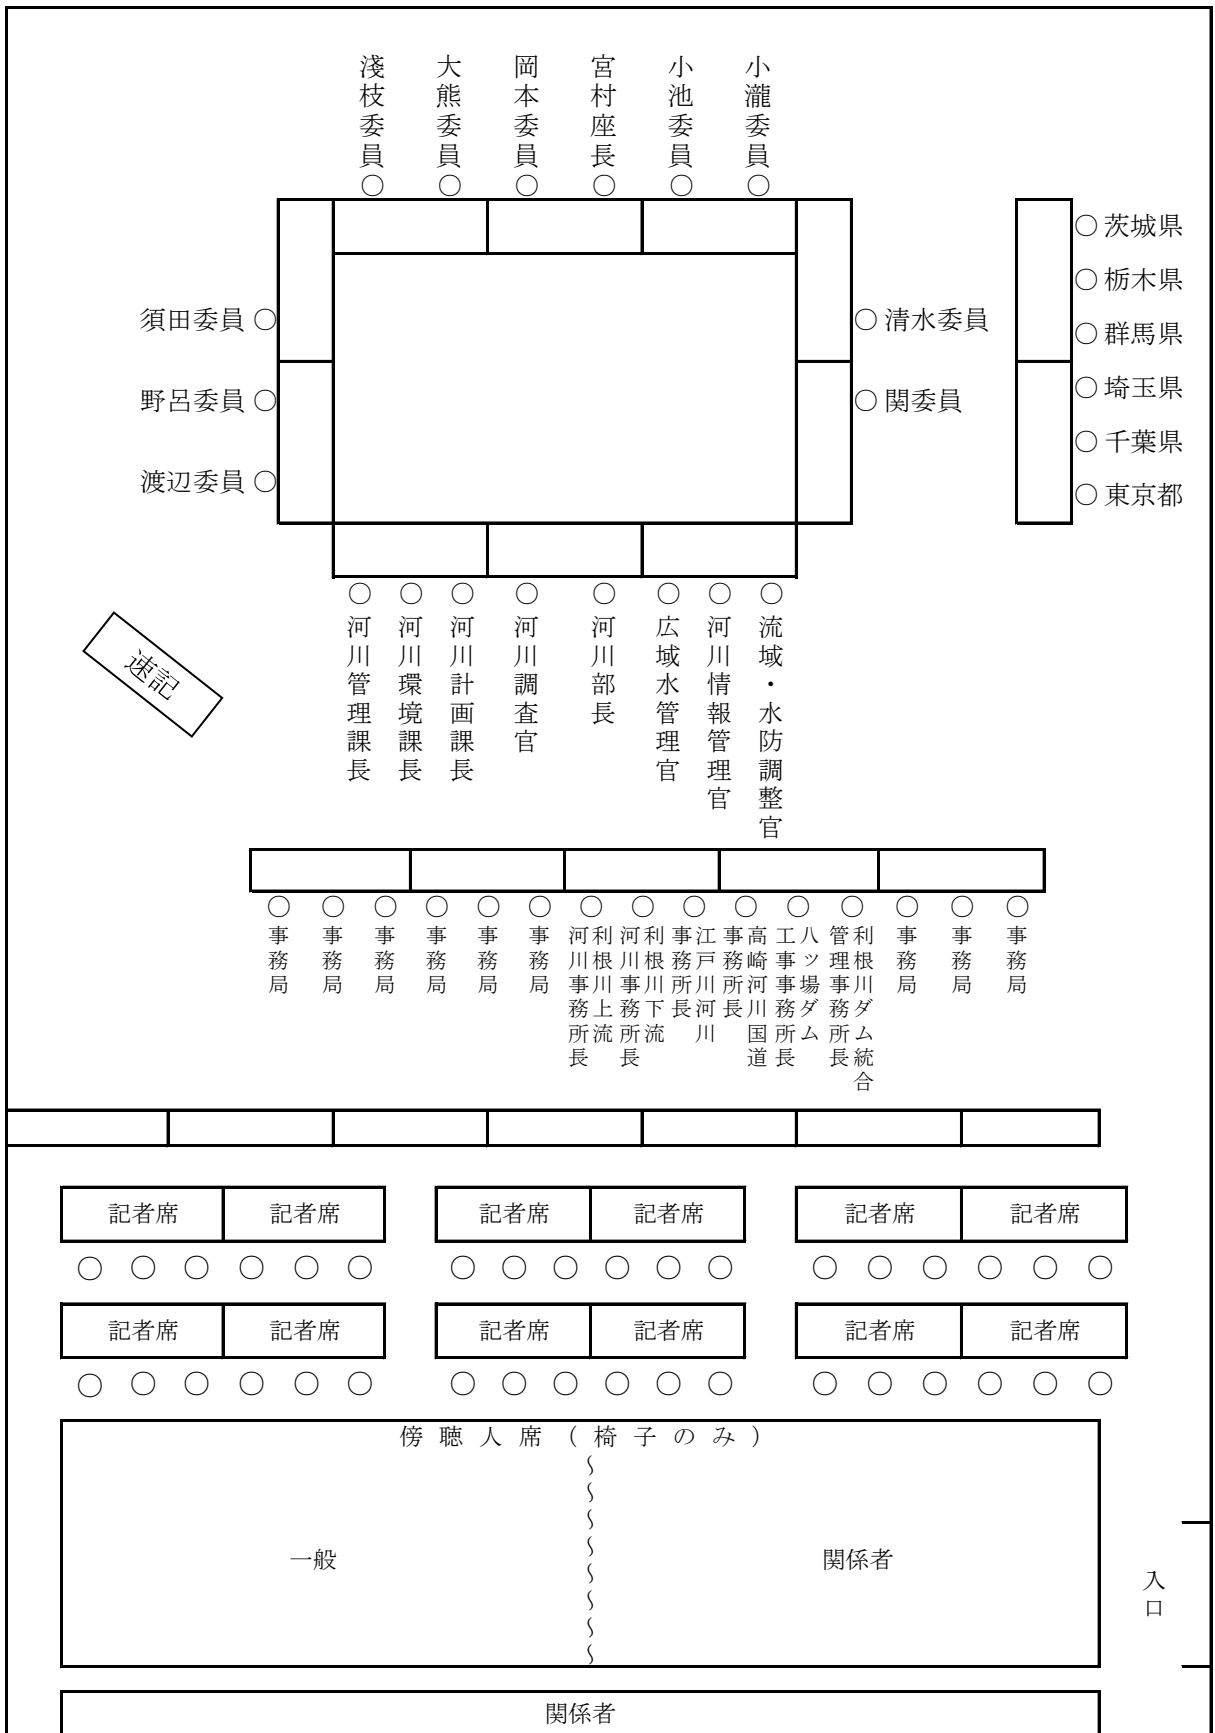 淺枝委員○
大熊委員○
岡本委員○
宮村座長○
小池委員○
小瀧委員○
須田委員○
野呂委員○
渡辺委員○
○清水委員
○関委員
○茨城県
○栃木県
○群馬県
○埼玉県
○千葉県
○東京都
速記
○河川管理課長
○河川環境課長
○河川計画課長
○河川調査官
○河川部長
○広域水管理官
○河川情報管理官
○流域・水防調整官
○事務局
○事務局
○事務局
○事務局
○事務局
○事務局
○利根川上流
河川事務所長
○利根川下流
河川事務所長
○江戸川河川
事務所長
○高崎河川国道
事務所長
○八ッ場ダム
工事事務所長
○利根川ダム統合
管理事務所長
○事務局
○事務局
○事務局
記者席 記者席 記者席 記者席 記者席 記者席
○○○○○○ ○○○○○○ ○○○○○○
記者席 記者席 記者席 記者席 記者席 記者席
○○○○○○ ○○○○○○ ○○○○○○
傍聴人席（椅子のみ）
～～～～～～～～
一般
関係者
入口
関係者